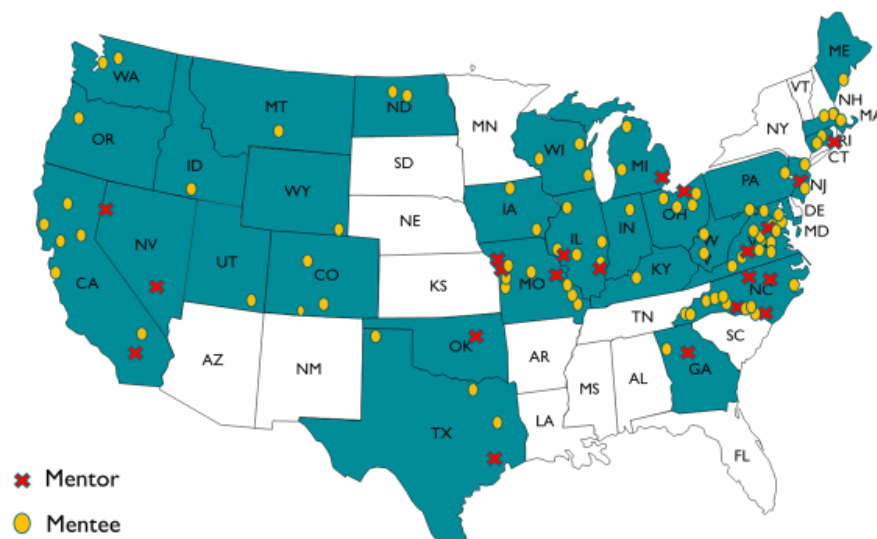 ME
WA
VT
MT
ND
NH
MA
MN
OR
NY
RI
CT
WI
MI
ID
SD
PA
WY
NJ
IA
OH
NE
DE
MD
NV
IL
IN
W
V
V
UT
CO
CA
KS
MO
KY
NC
TN
OK
SC
AZ
NM
AR
GA
MS
AL
LA
TX
FL
Mentor
Mentee